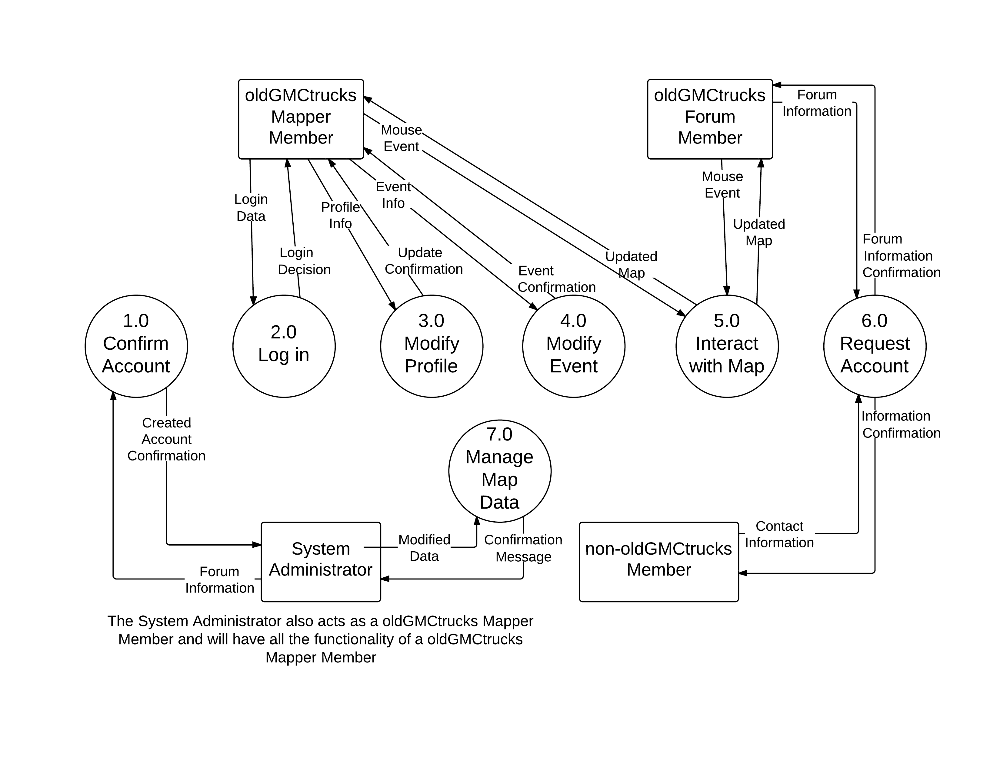 oldGMCtrucks
Mapper
Member
oldGMCtrucks
Forum
Member
Forum
Information
Mouse
Event
Mouse
Event
Event
Info
Login
Data
Profile
Info
Updated
Map
Forum
Information
Confirmation
Login
Decision
Update
Confirmation
Updated
Map
Event
Confirmation
1.0
Confirm
Account
2.0
Log in
3.0
Modify
Profile
4.0
Modify
Event
5.0
Interact
with Map
6.0
Request
Account
Created
Account
Confirmation
Information
Confirmation
7.0
Manage
Map
Data
System
Administrator
Modified
Data
Confirmation
Message
non-oldGMCtrucks
Member
Contact
Information
Forum
Information
The System Administrator also acts as a oldGMCtrucks Mapper
Member and will have all the functionality of a oldGMCtrucks
Mapper Member